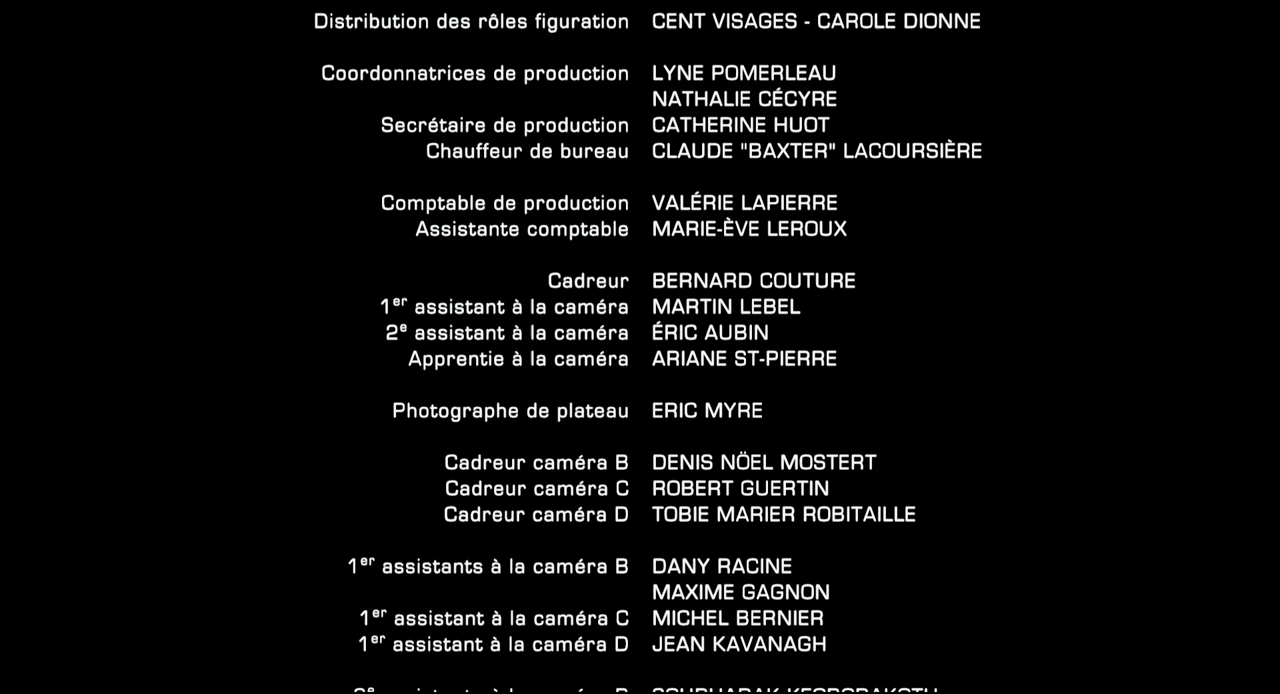 Distribution des rôles figuration CENT VISAGES - CAROLE DIONNE
Coordonnatrices de production LYNE POMERLEAU
NATHALIE CÉCYRE
Secrétaire de production CATHERINE HUOT
Chauffeur de bureau CLAUDE "BAXTER" LACOURSIÈRE
Comptable de production VALÉRIE LAPIERRE
Assistante comptable MARIE-ÈVE LEROUX
Cadreur BERNARD COUTURE
1er assistant à la caméra MARTIN LEBEL
2e assistant à la caméra ÉRIC AUBIN
Apprentie à la caméra ARIANE ST-PIERRE
Photographe de plateau ERIC MYRE
Cadreur caméra B DENIS NÖEL MOSTERT
Cadreur caméra C ROBERT GUERTIN
Cadreur caméra D TOBIE MARIER ROBITAILLE
1er assistants à la caméra B DANY RACINE
MAXIME GAGNON
1er assistant à la caméra C MICHEL BERNIER
1er assistant à la caméra D JEAN KAVANAGH